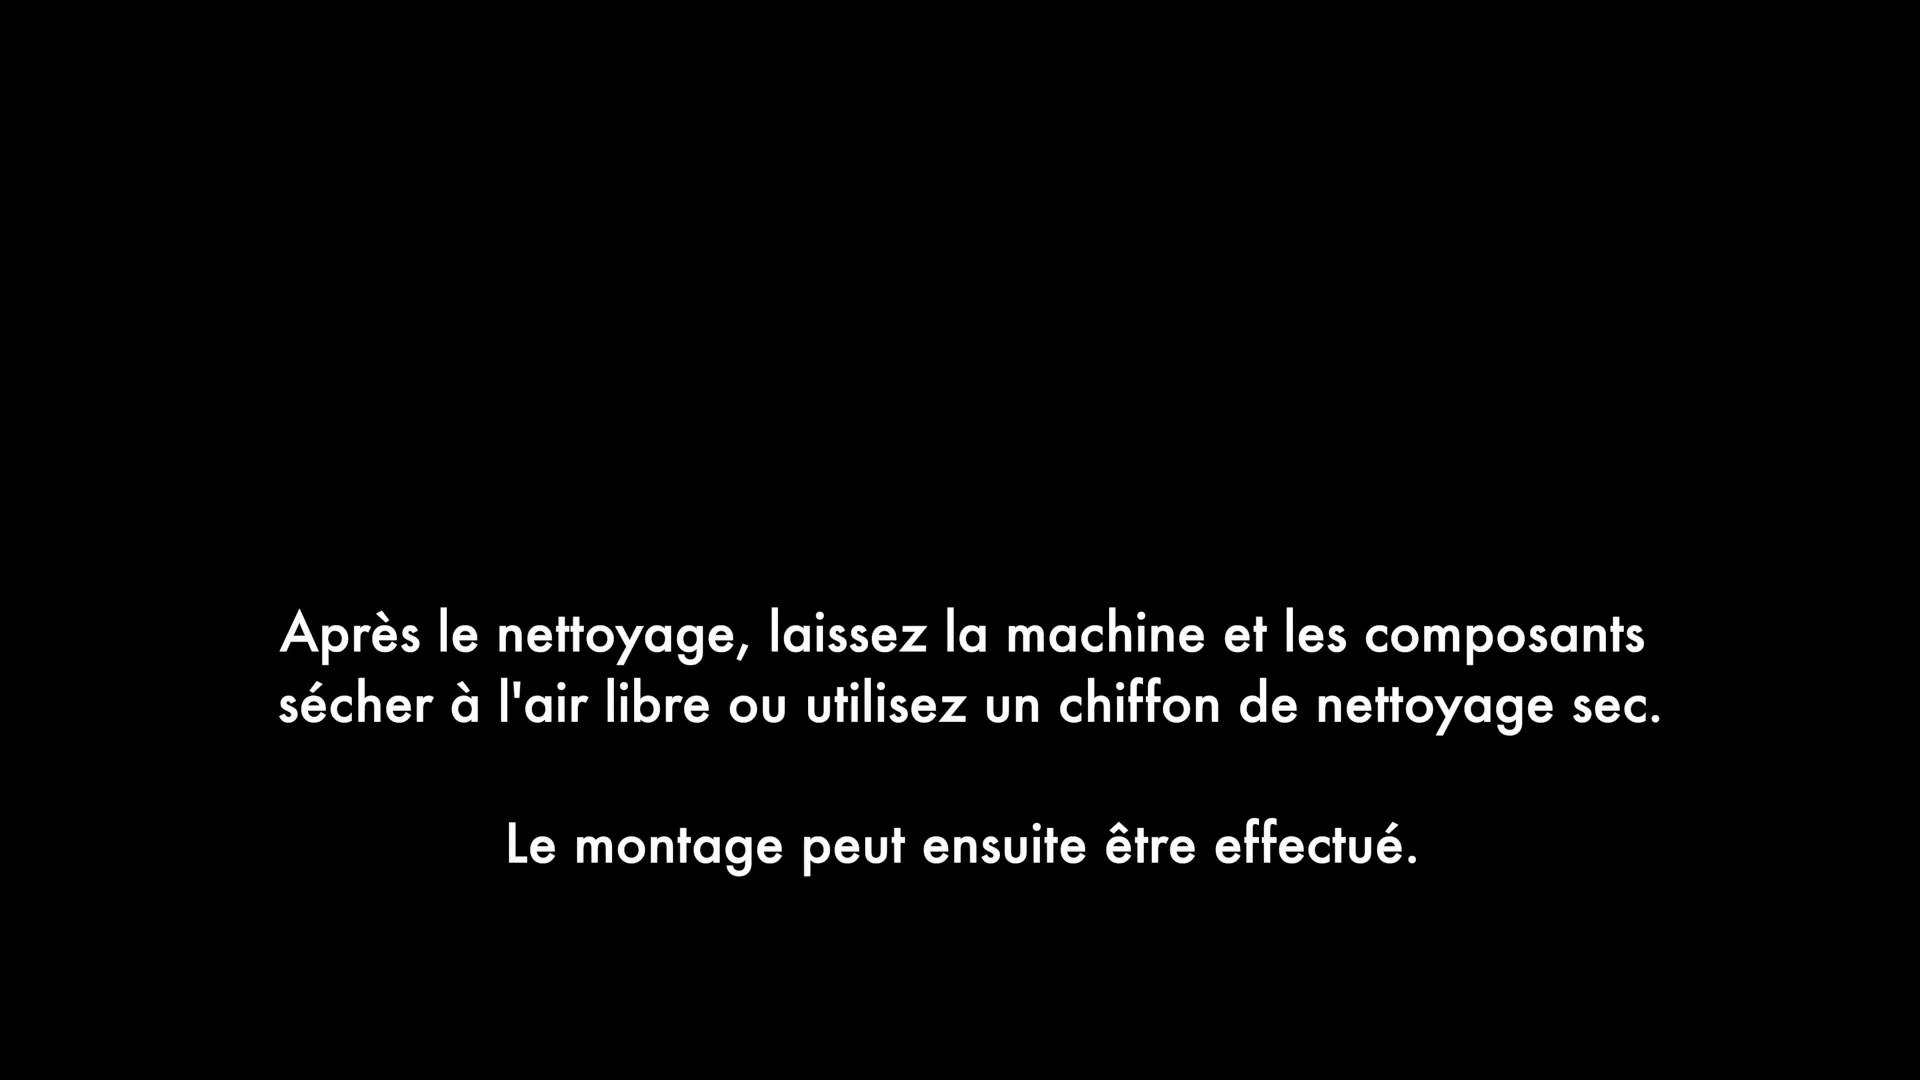 Après le nettoyage, laissez la machine et les composants
sécher à l'air libre ou utilisez un chiffon de nettoyage sec.
Le montage peut ensuite être effectué.